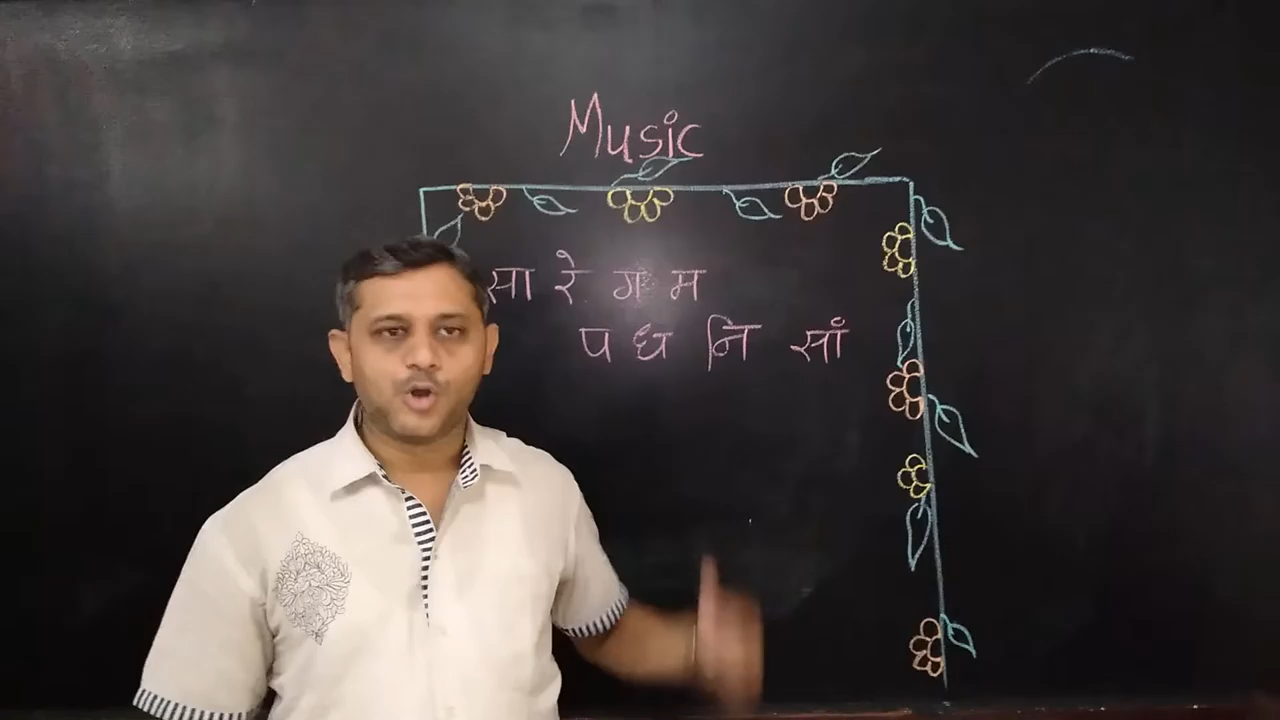 Music
सा रे ग म
प ध नि सां